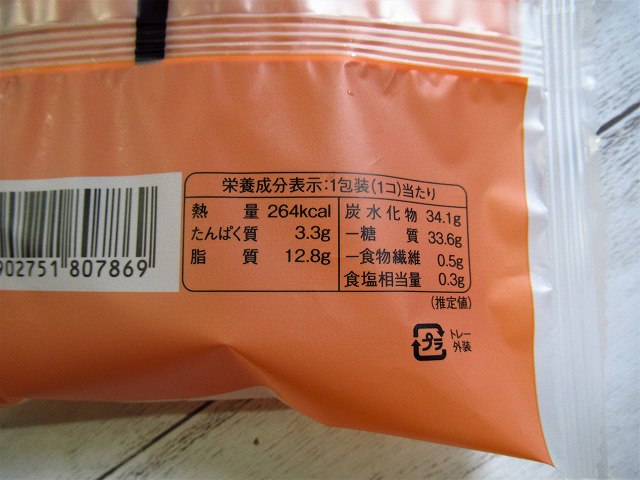 栄養成分表示:1包装(1コ)当たり
熱量 264kcal
たんぱく質 3.3g
脂質 12.8g
炭水化物 34.1g
ー糖質 33.6g
ー食物繊維 0.5g
食塩相当量 0.3g
(推定値)
プラ
トレー
外装
902751 807869